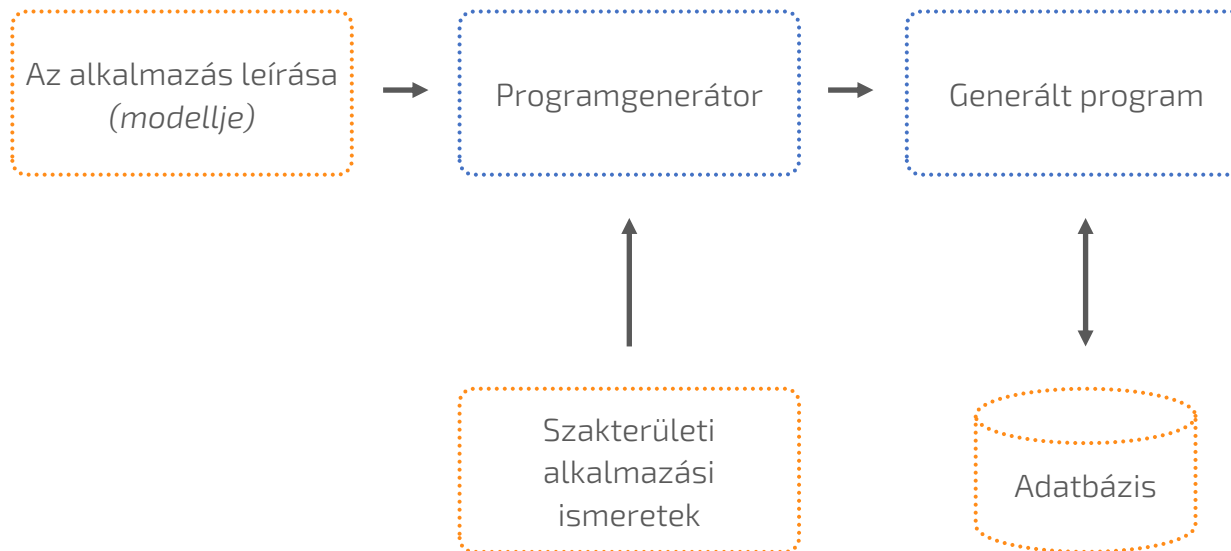 Az alkalmazás leírása
(modellje)
Programgenerátor
Generált program
Szakterületi
alkalmazási
ismeretek
Adatbázis